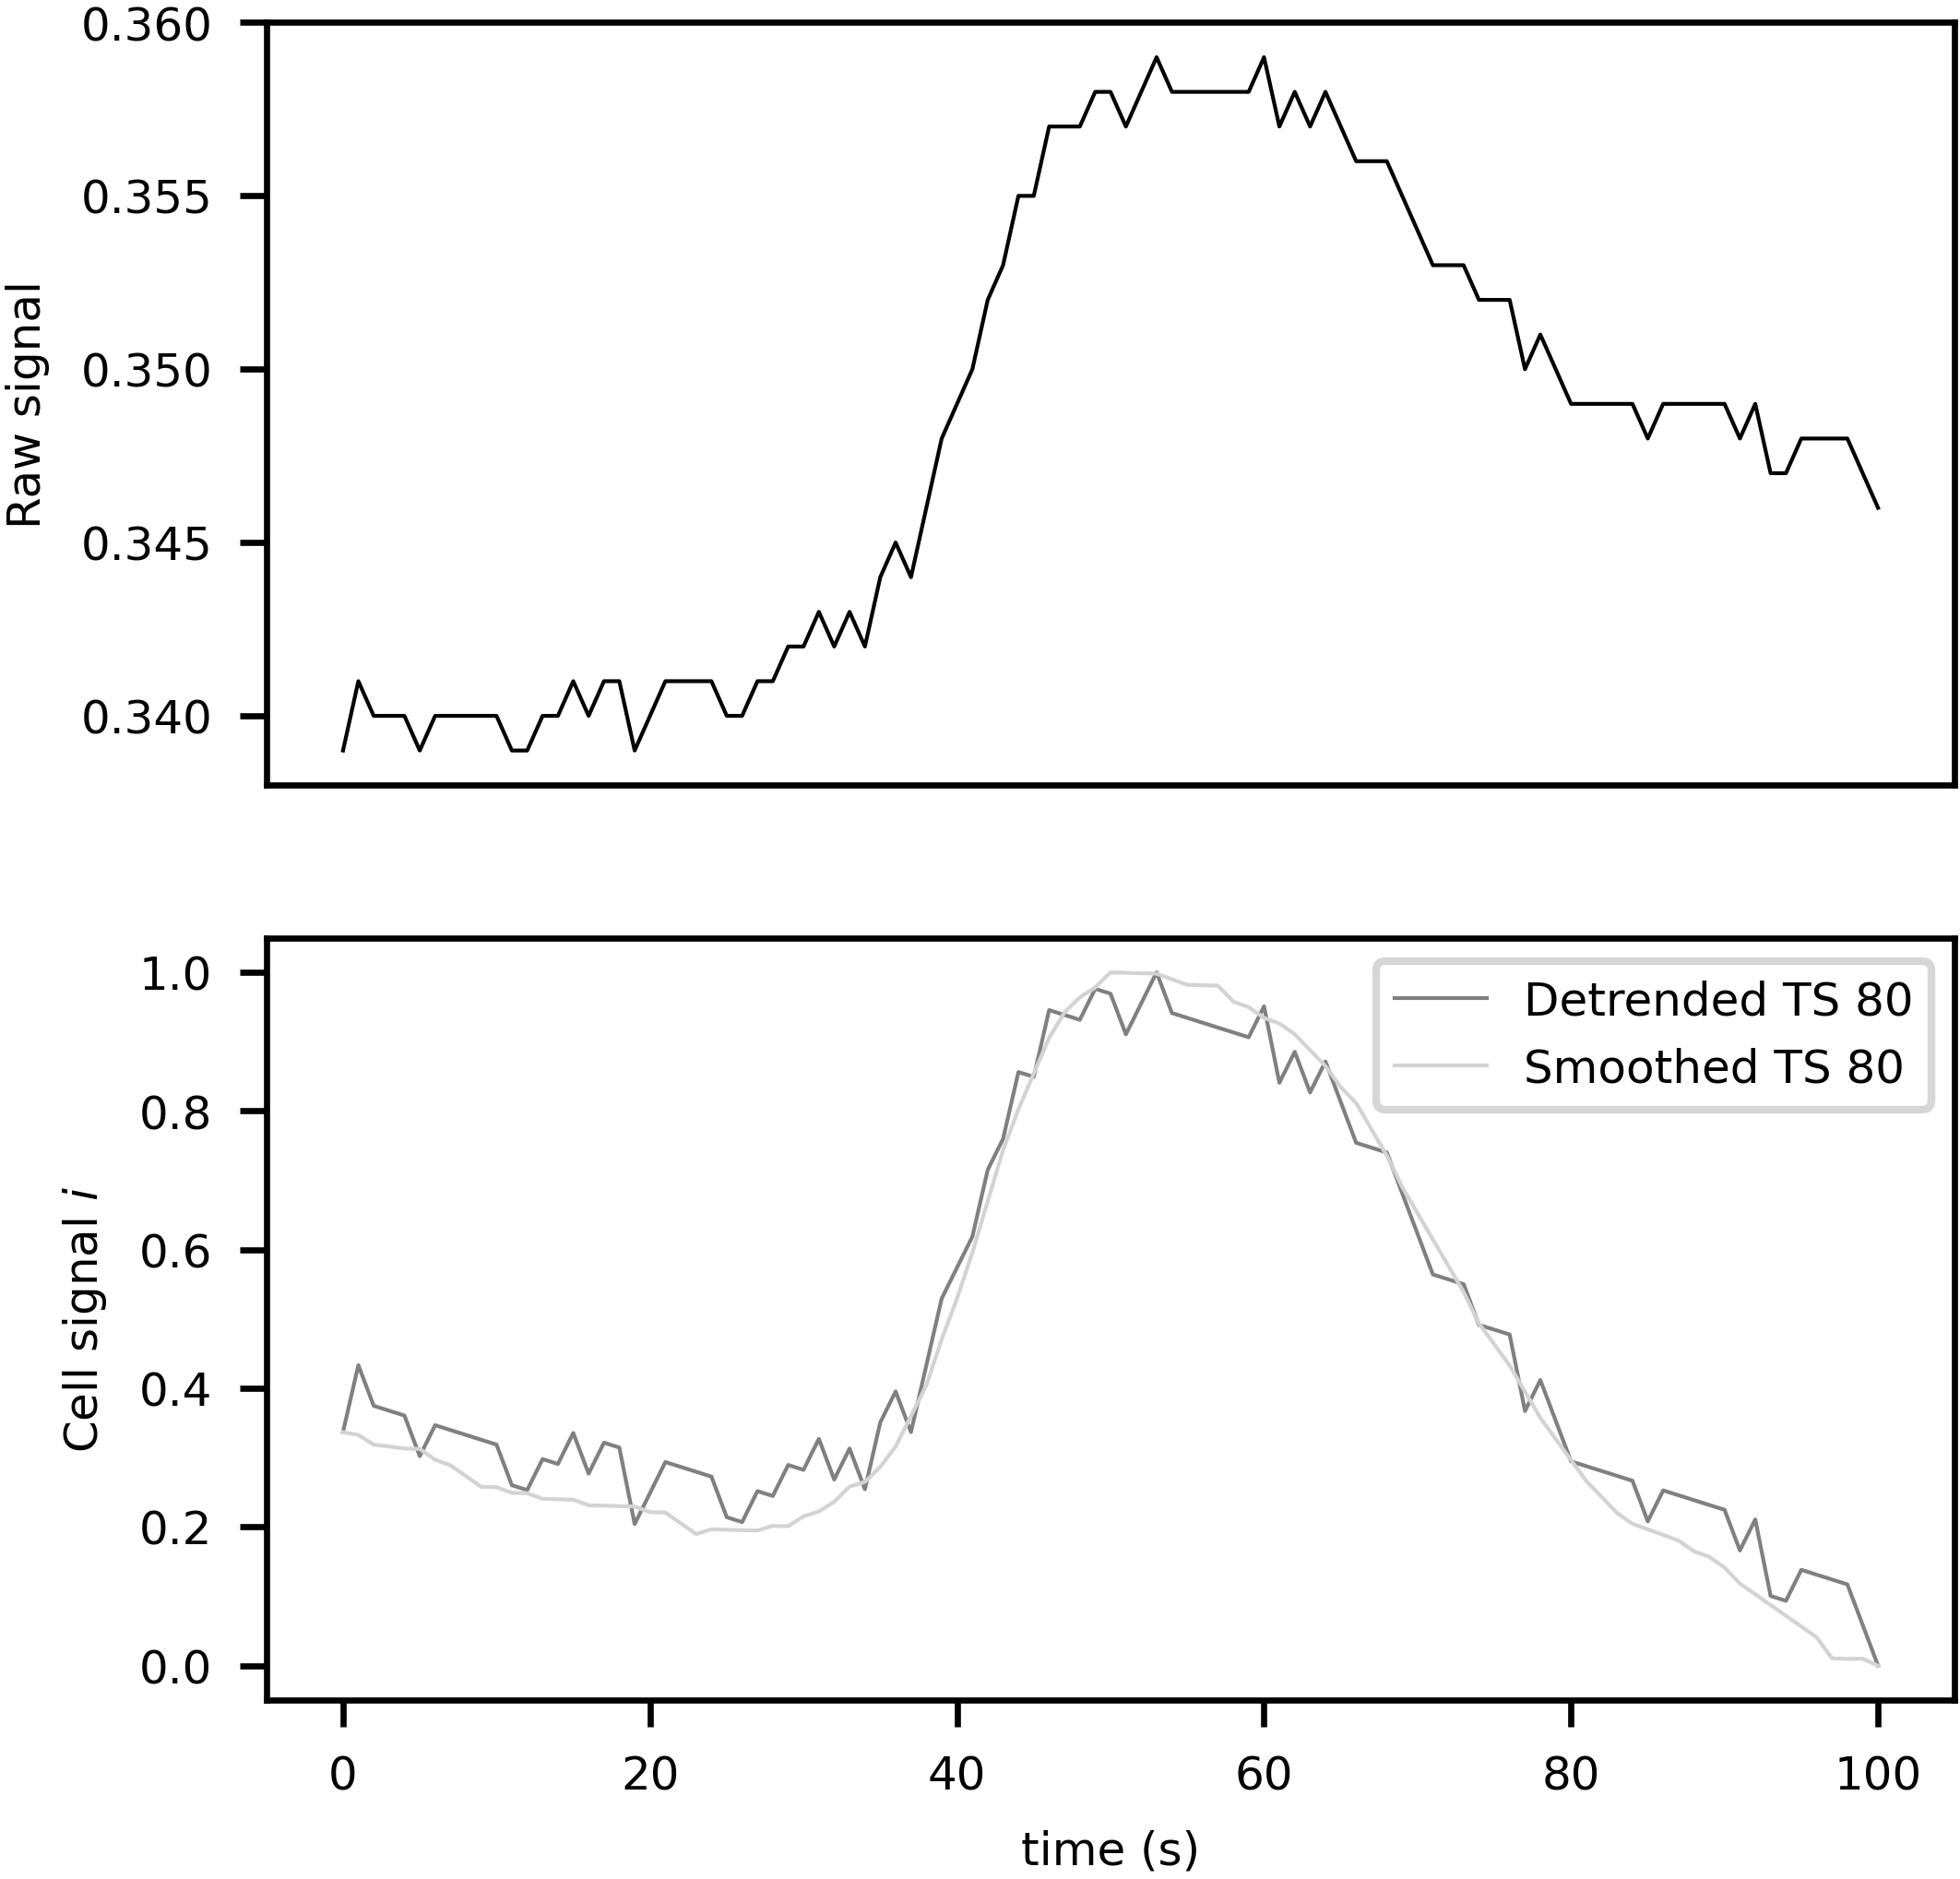 0.360
0.355
0.350
0.345
0.340
Raw signal
1.0
0.8
0.6
0.4
0.2
0.0
Cell signal i
Detrended TS 80
Smoothed TS 80
0 20 40 60 80 100
time (s)